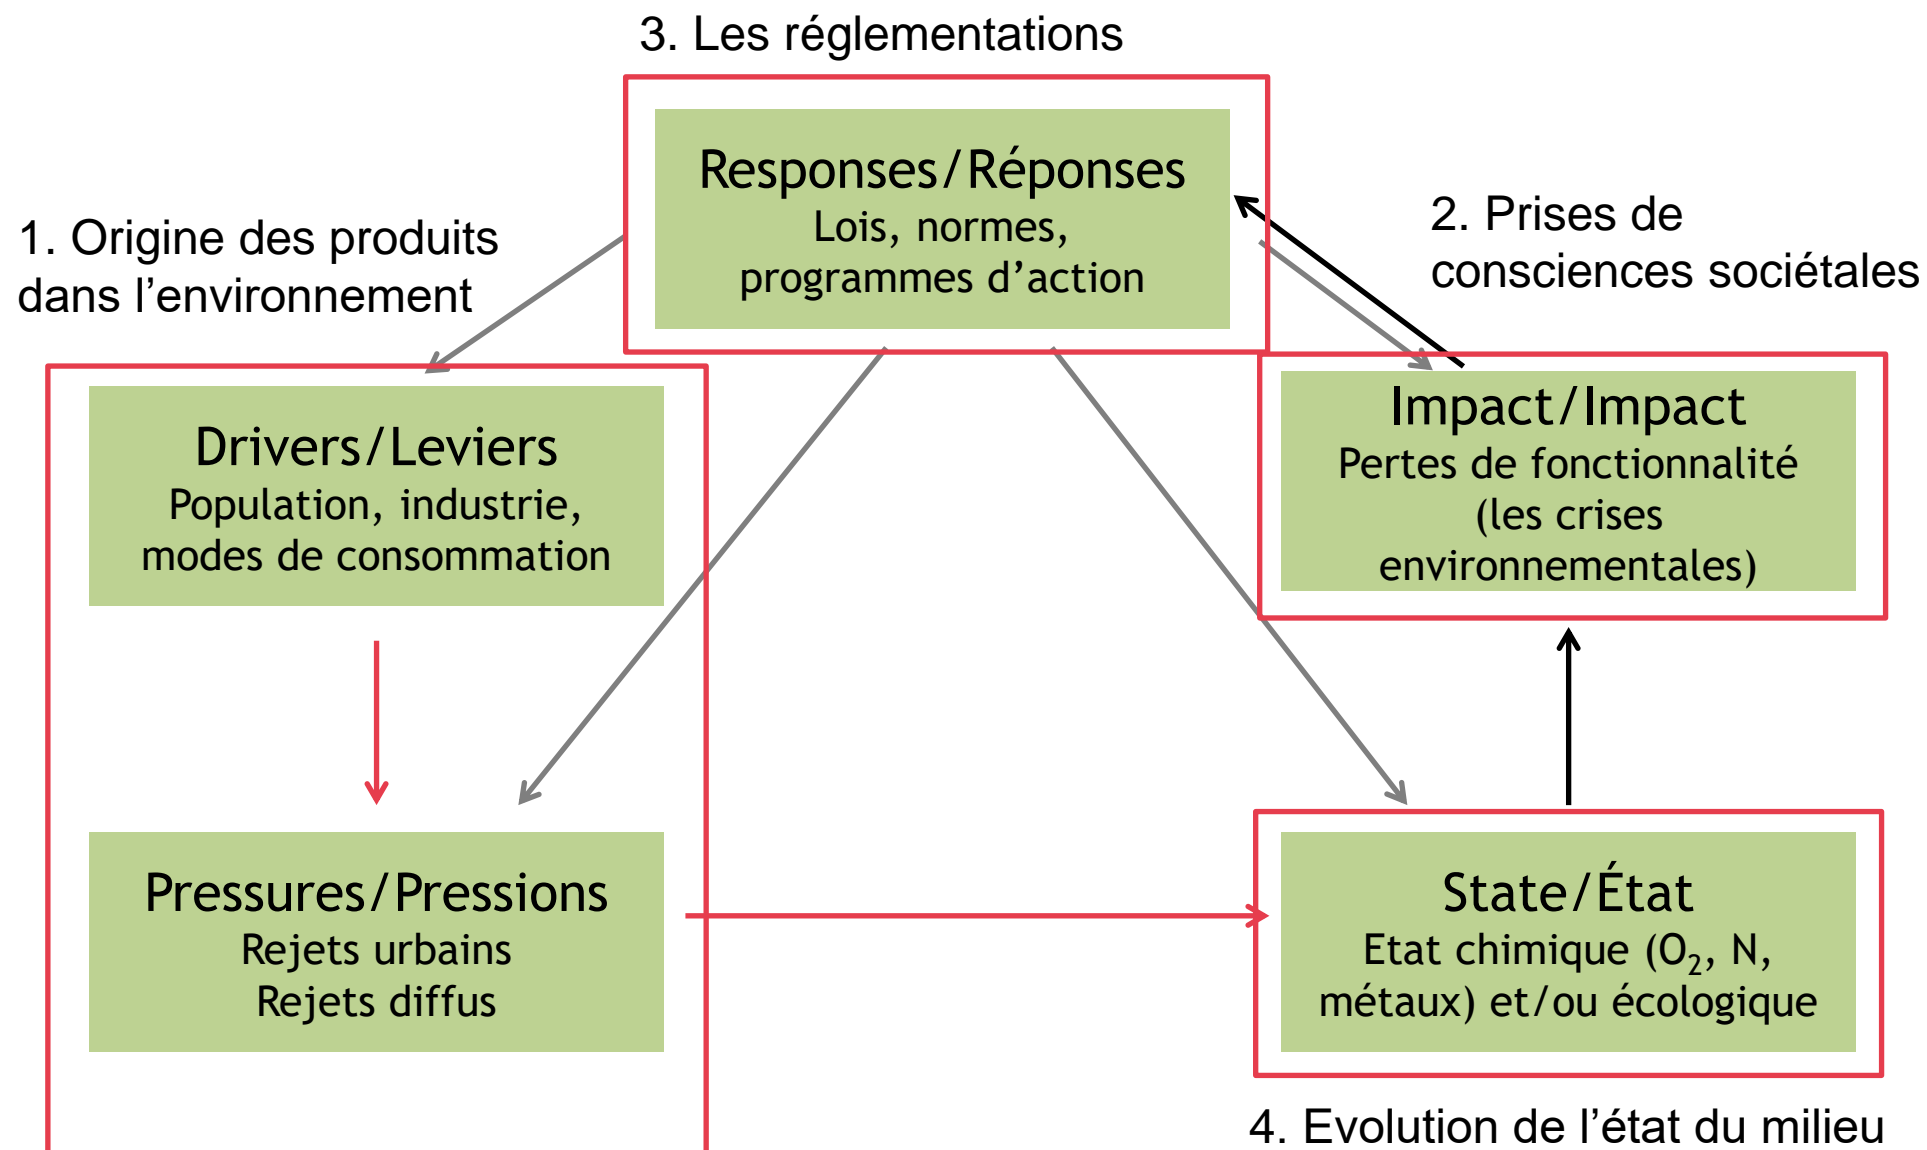 3. Les réglementations
Responses/Réponses
Lois, normes,
programmes d’action
1. Origine des produits
dans l’environnement
2. Prises de
consciences sociétales
Drivers/Leviers
Population, industrie,
modes de consommation
Impact/Impact
Pertes de fonctionnalité
(les crises
environnementales)
Pressures/Pressions
Rejets urbains
Rejets diffus
State/État
Etat chimique (O₂, N,
métaux) et/ou écologique
4. Evolution de l’état du milieu